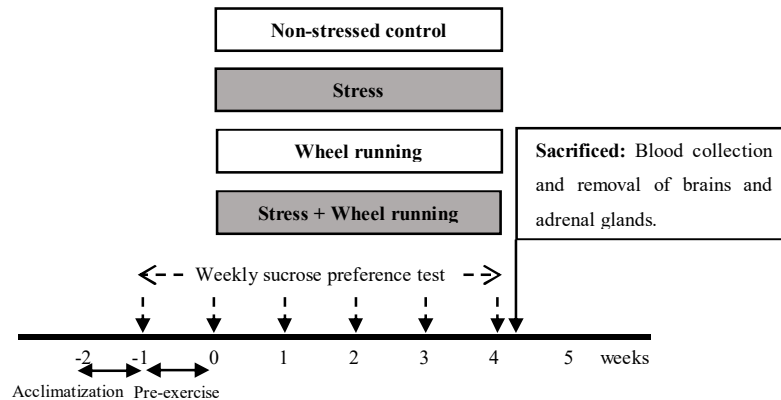 Non-stressed control
Stress
Wheel running
Stress + Wheel running
Sacrificed: Blood collection
and removal of brains and
adrenal glands.
Weekly sucrose preference test
-2 -1 0 1 2 3 4 5 weeks
Acclimatization Pre-exercise